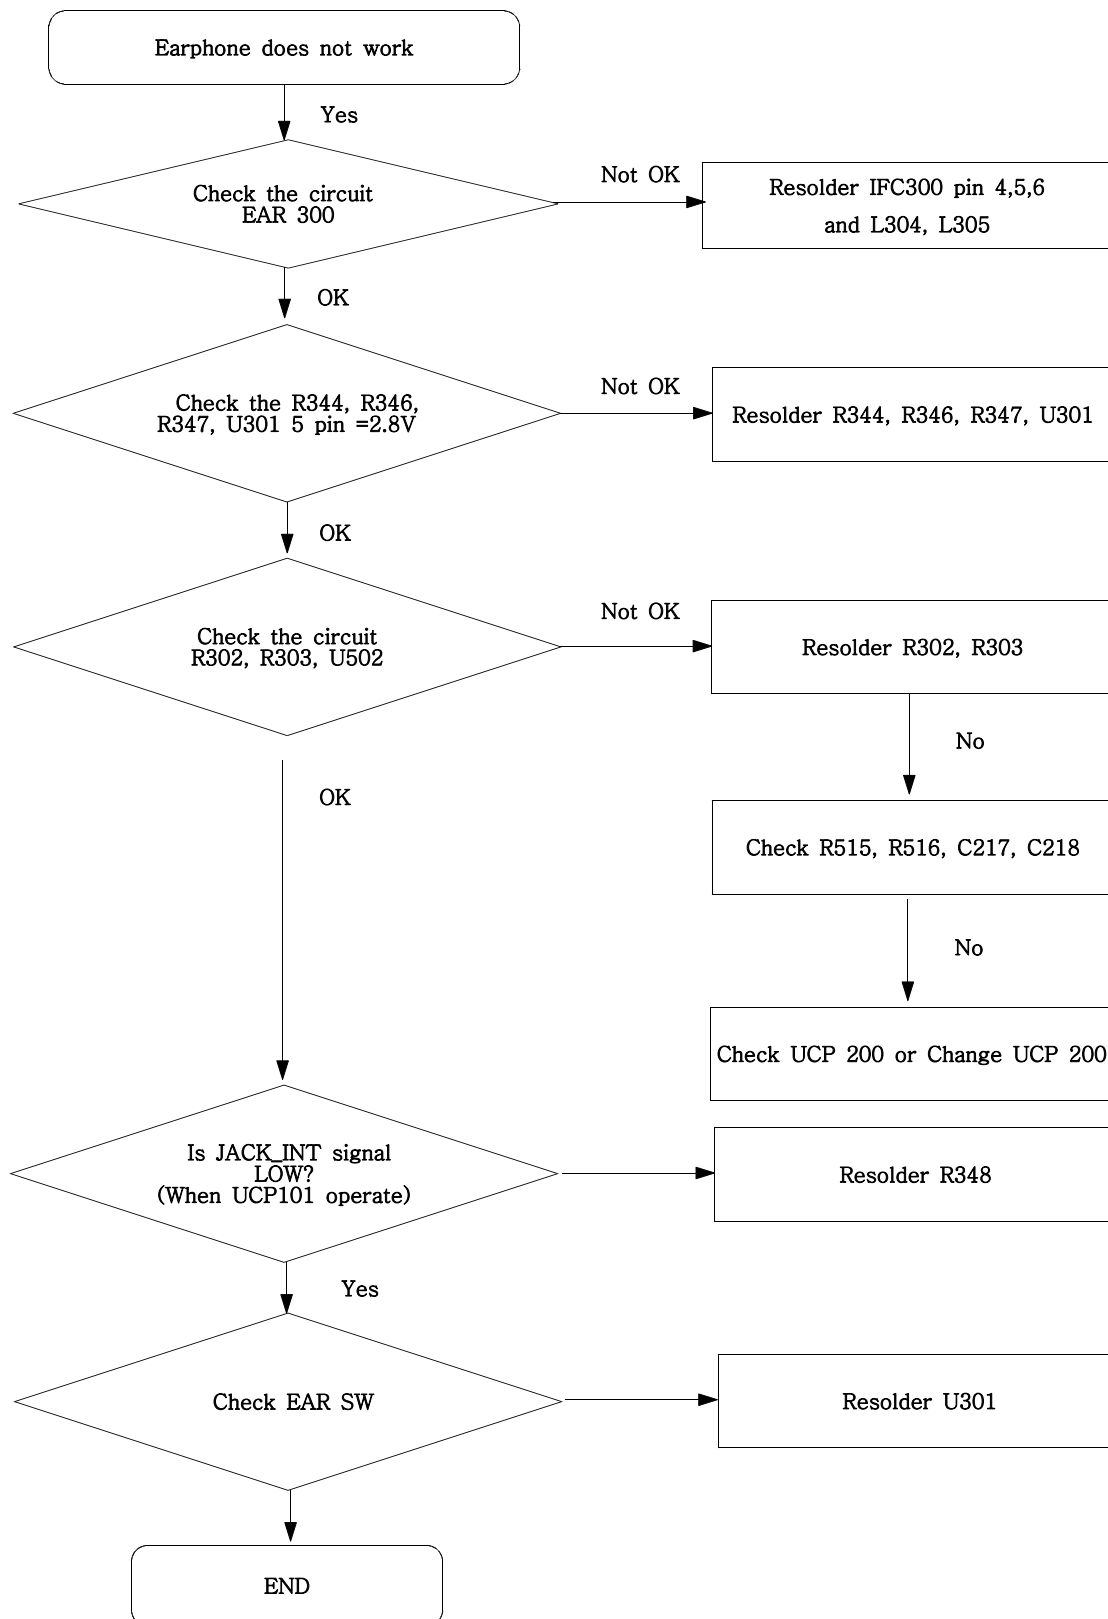 Earphone does not work
Yes
Check the circuit
EAR 300
Not OK
Resolder IFC300 pin 4,5,6
and L304, L305
OK
Check the R344, R346,
R347, U301 5 pin =2.8V
Not OK
Resolder R344, R346, R347, U301
OK
Check the circuit
R302, R303, U502
Not OK
Resolder R302, R303
No
OK
Check R515, R516, C217, C218
No
Check UCP 200 or Change UCP 200
Is JACK_INT signal
LOW?
(When UCP101 operate)
Resolder R348
Yes
Check EAR SW
Resolder U301
END